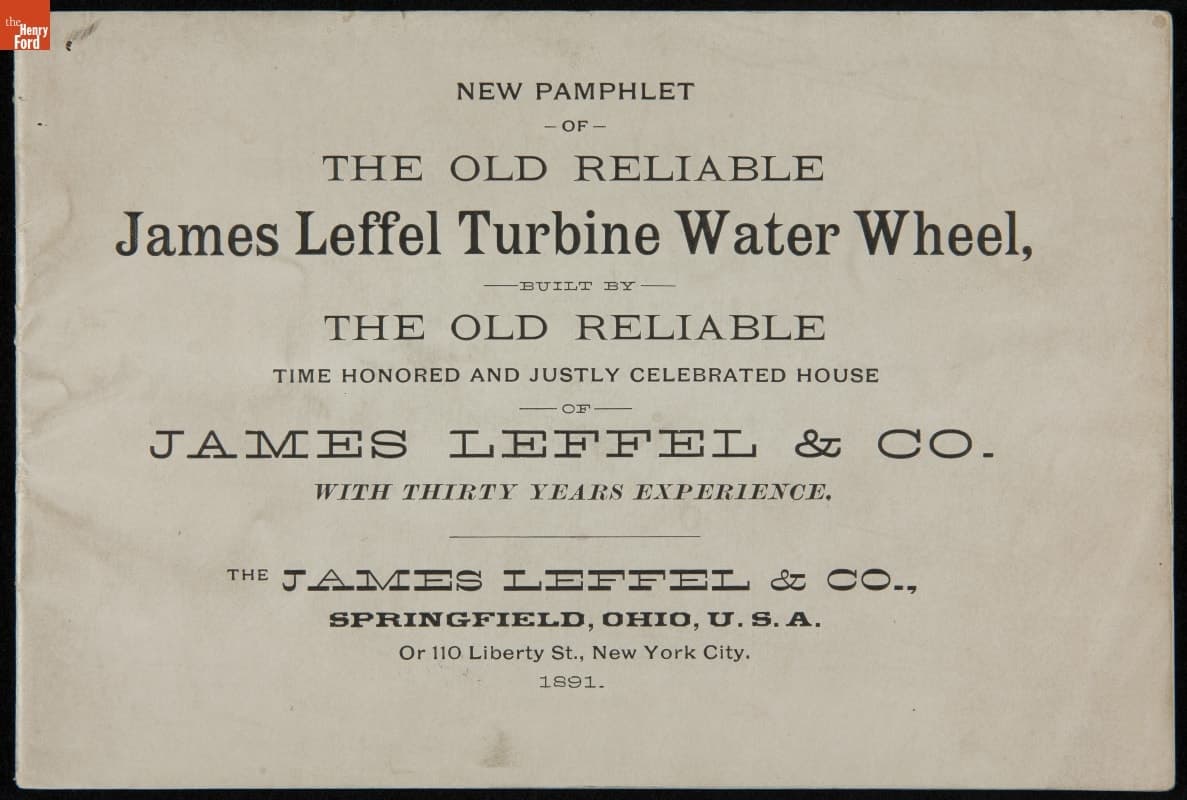 the
Henry
Ford
NEW PAMPHLET
– OF –
THE OLD RELIABLE
James Leffel Turbine Water Wheel,
BUILT BY
THE OLD RELIABLE
TIME HONORED AND JUSTLY CELEBRATED HOUSE
OF
JAMES LEFFEL & CO.
WITH THIRTY YEARS EXPERIENCE.
THE JAMES LEFFEL & CO.,
SPRINGFIELD, OHIO, U. S. A.
Or 110 Liberty St., New York City.
1891.